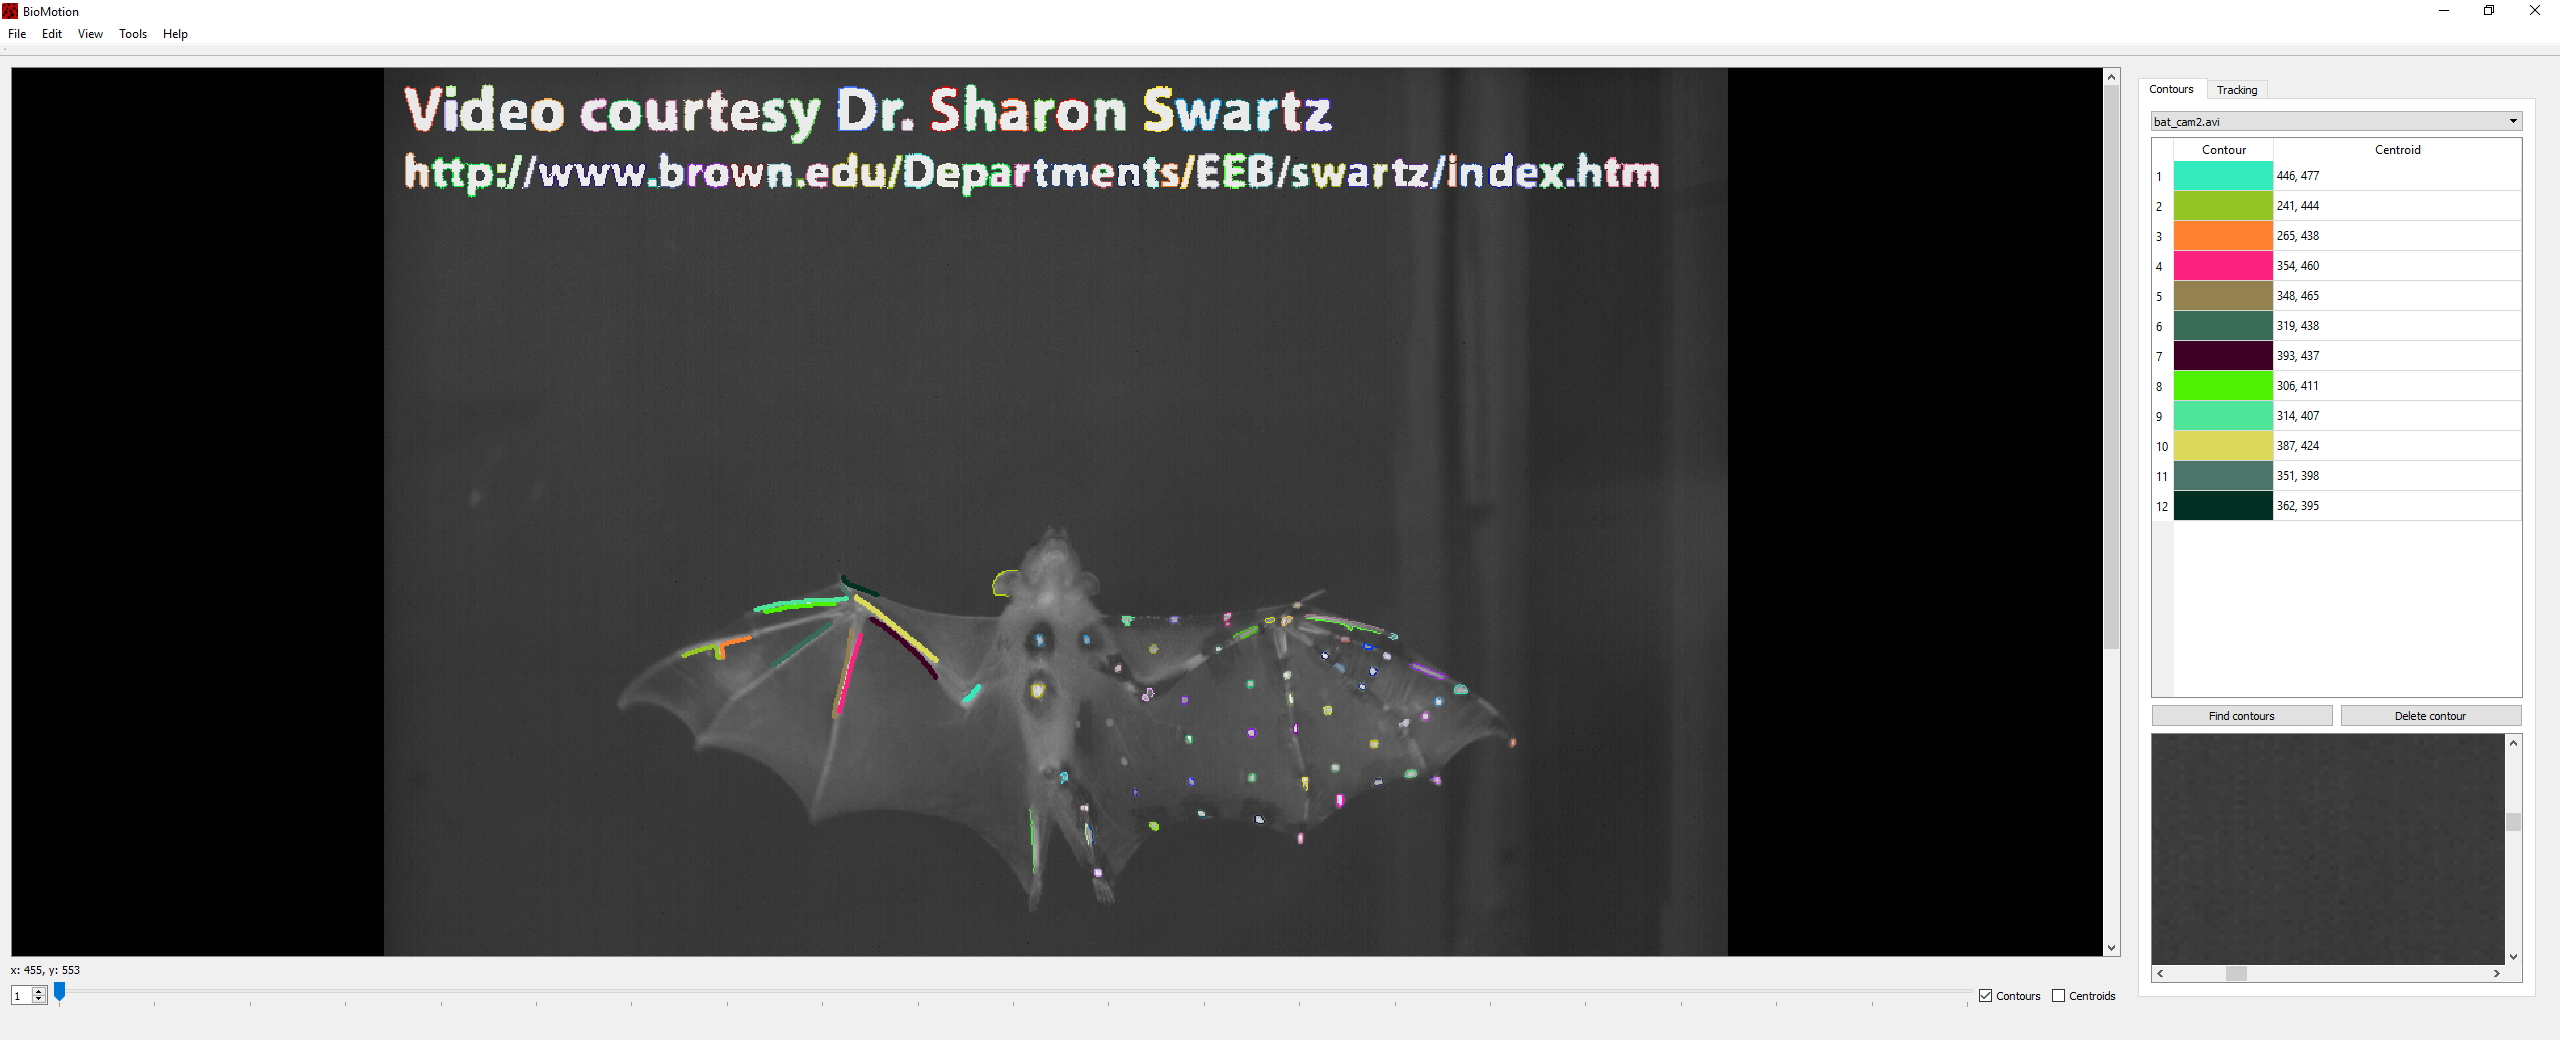 BioMotion
File Edit View Tools Help
Video courtesy Dr. Sharon Swartz
http://www.brown.edu/Departments/EEB/swartz/index.htm
Contours Tracking
bat_cam2.avi
Contour Centroid
1 446, 477
2 241, 444
3 265, 438
4 354, 460
5 348, 465
6 319, 438
7 393, 437
8 306, 411
9 314, 407
10 387, 424
11 351, 398
12 362, 395
Find contours Delete contour
x: 455, y: 553
1 Contours Centroids